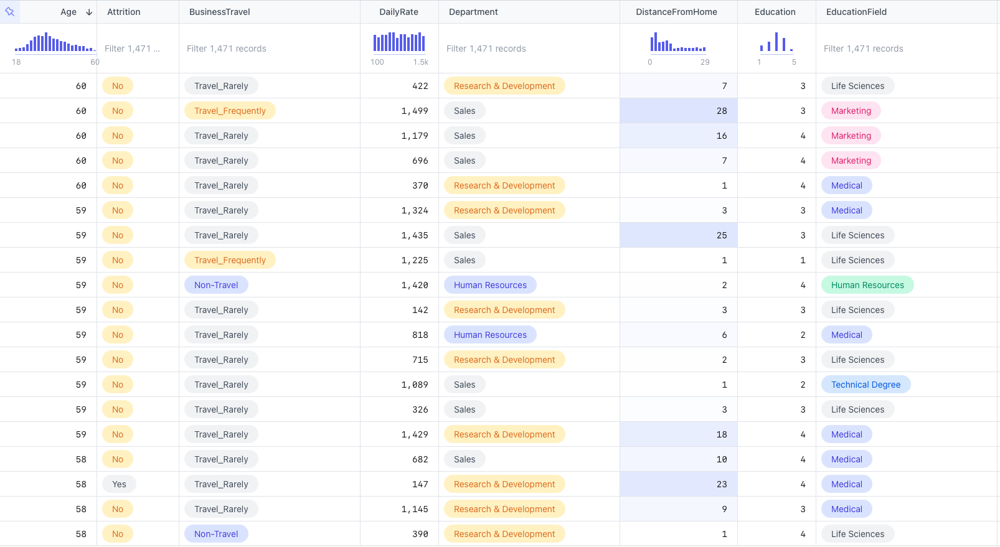 Age ↓ Attrition BusinessTravel DailyRate Department DistanceFromHome Education EducationField
Filter 1,471 ... Filter 1,471 records Filter 1,471 records Filter 1,471 records
18 60 100 1.5k 0 29 1 5
60 No Travel_Rarely 422 Research & Development 7 3 Life Sciences
60 No Travel_Frequently 1,499 Sales 28 3 Marketing
60 No Travel_Rarely 1,179 Sales 16 4 Marketing
60 No Travel_Rarely 696 Sales 7 4 Marketing
60 No Travel_Rarely 370 Research & Development 1 4 Medical
59 No Travel_Rarely 1,324 Research & Development 3 3 Medical
59 No Travel_Rarely 1,435 Sales 25 3 Life Sciences
59 No Travel_Frequently 1,225 Sales 1 1 Life Sciences
59 No Non-Travel 1,420 Human Resources 2 4 Human Resources
59 No Travel_Rarely 142 Research & Development 3 3 Life Sciences
59 No Travel_Rarely 818 Human Resources 6 2 Medical
59 No Travel_Rarely 715 Research & Development 2 3 Life Sciences
59 No Travel_Rarely 1,089 Sales 1 2 Technical Degree
59 No Travel_Rarely 326 Sales 3 3 Life Sciences
59 No Travel_Rarely 1,429 Research & Development 18 4 Medical
58 No Travel_Rarely 682 Sales 10 4 Medical
58 Yes Travel_Rarely 147 Research & Development 23 4 Medical
58 No Travel_Rarely 1,145 Research & Development 9 3 Medical
58 No Non-Travel 390 Research & Development 1 4 Life Sciences